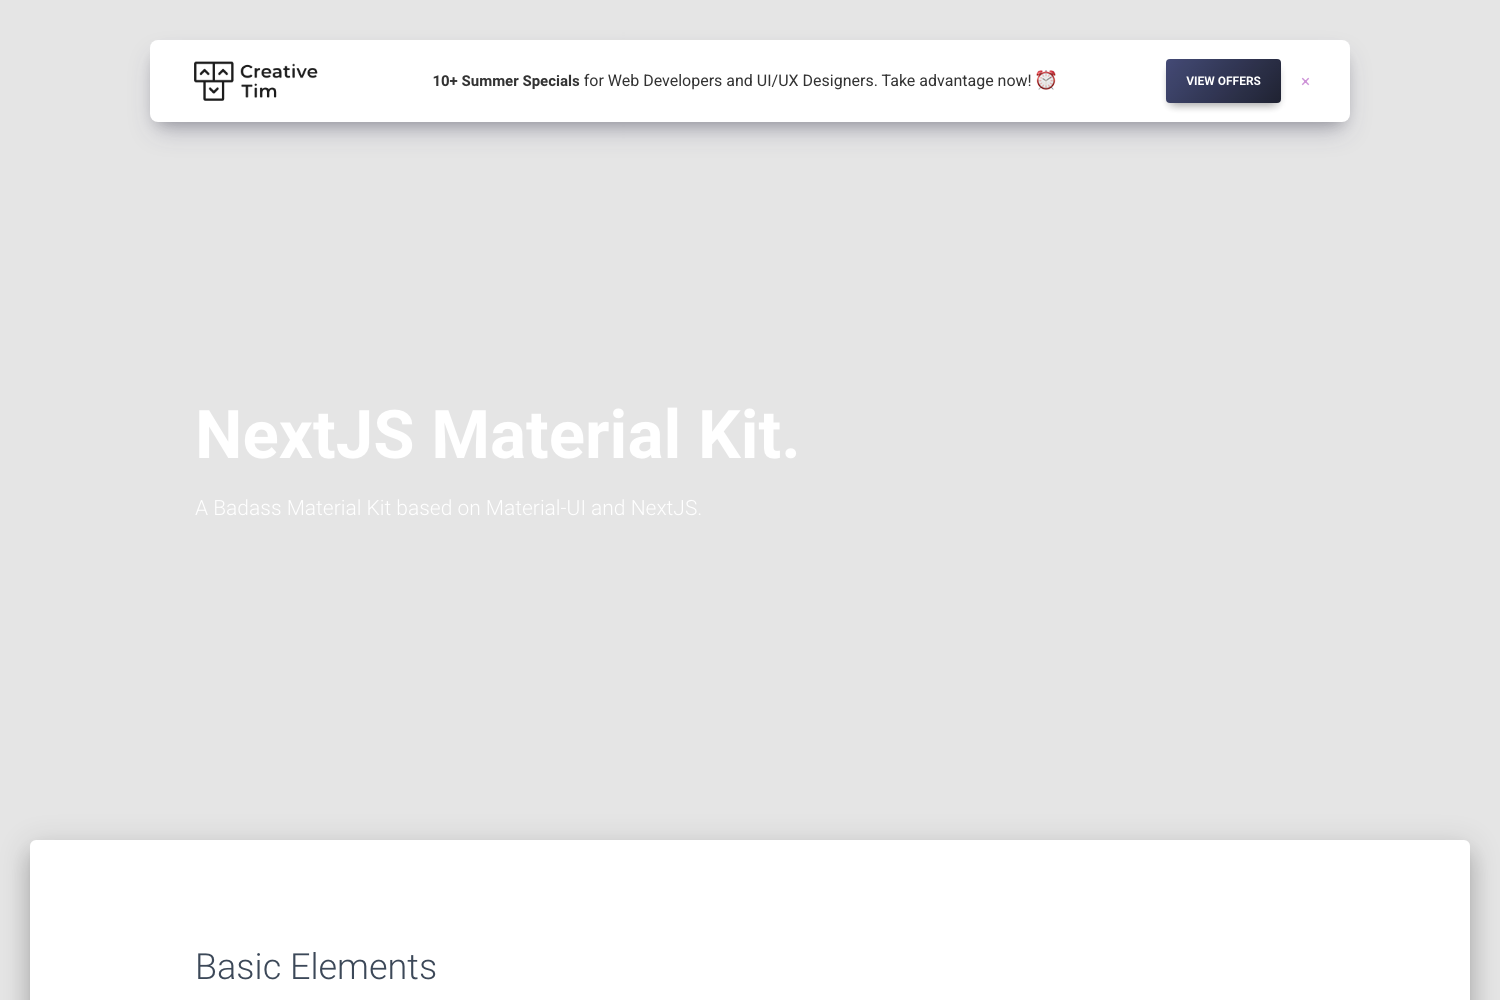 Creative
Tim
10+ Summer Specials for Web Developers and UI/UX Designers. Take advantage now! ⏰
VIEW OFFERS
×
NextJS Material Kit.
A Badass Material Kit based on Material-UI and NextJS.
Basic Elements